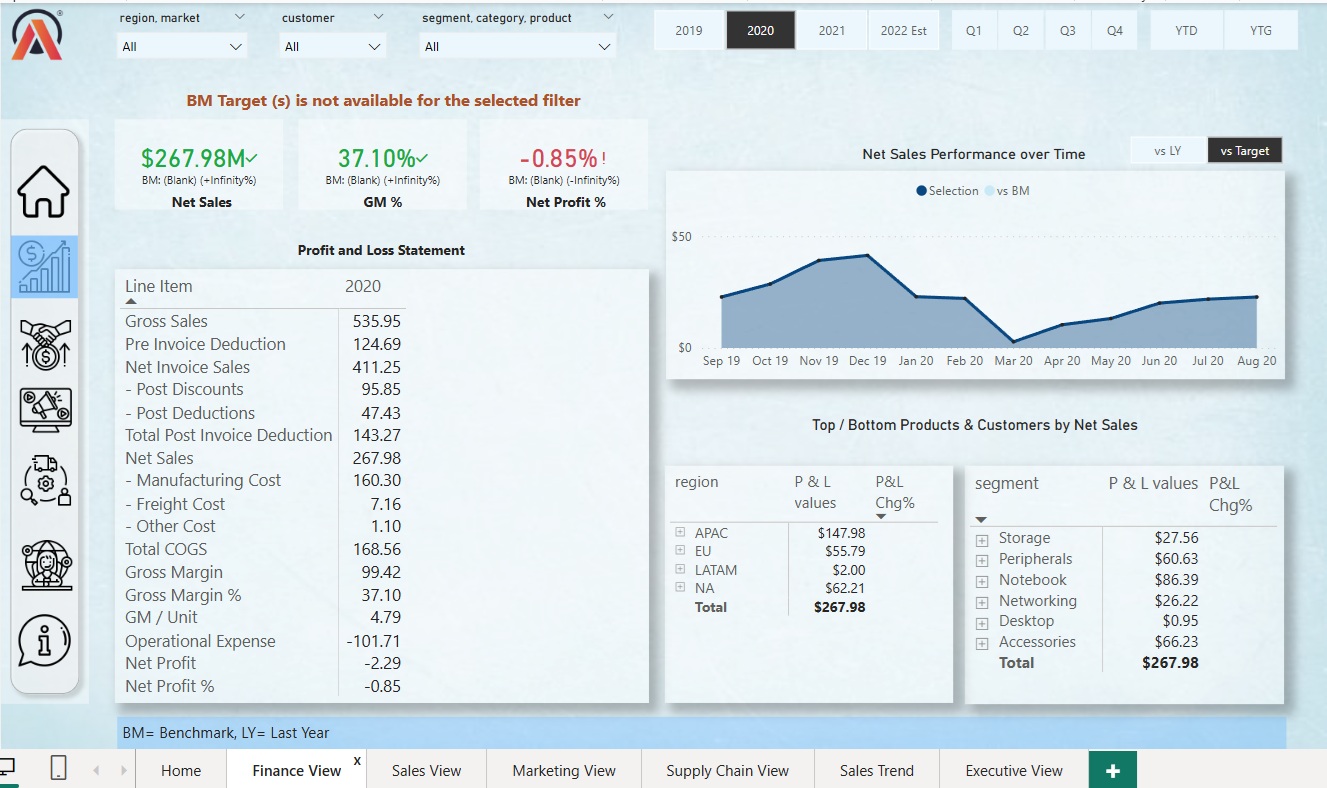 region, market
customer
segment, category, product
All
All
All
2019
2020
2021
2022 Est
Q1
Q2
Q3
Q4
YTD
YTG
BM Target (s) is not available for the selected filter
$267.98M
BM: (Blank) (+Infinity%)
Net Sales
37.10%
BM: (Blank) (+Infinity%)
GM %
-0.85% !
BM: (Blank) (-Infinity%)
Net Profit %
Net Sales Performance over Time
vs LY
vs Target
Selection
vs BM
$50
$0
Sep 19 Oct 19 Nov 19 Dec 19 Jan 20 Feb 20 Mar 20 Apr 20 May 20 Jun 20 Jul 20 Aug 20
Profit and Loss Statement
Line Item 2020
Gross Sales 535.95
Pre Invoice Deduction 124.69
Net Invoice Sales 411.25
- Post Discounts 95.85
- Post Deductions 47.43
Total Post Invoice Deduction 143.27
Net Sales 267.98
- Manufacturing Cost 160.30
- Freight Cost 7.16
- Other Cost 1.10
Total COGS 168.56
Gross Margin 99.42
Gross Margin % 37.10
GM / Unit 4.79
Operational Expense -101.71
Net Profit -2.29
Net Profit % -0.85
Top / Bottom Products & Customers by Net Sales
region P & L values P&L Chg%
APAC $147.98
EU $55.79
LATAM $2.00
NA $62.21
Total $267.98
segment P & L values P&L Chg%
Storage $27.56
Peripherals $60.63
Notebook $86.39
Networking $26.22
Desktop $0.95
Accessories $66.23
Total $267.98
BM= Benchmark, LY= Last Year
Home
Finance View
x
Sales View
Marketing View
Supply Chain View
Sales Trend
Executive View
+